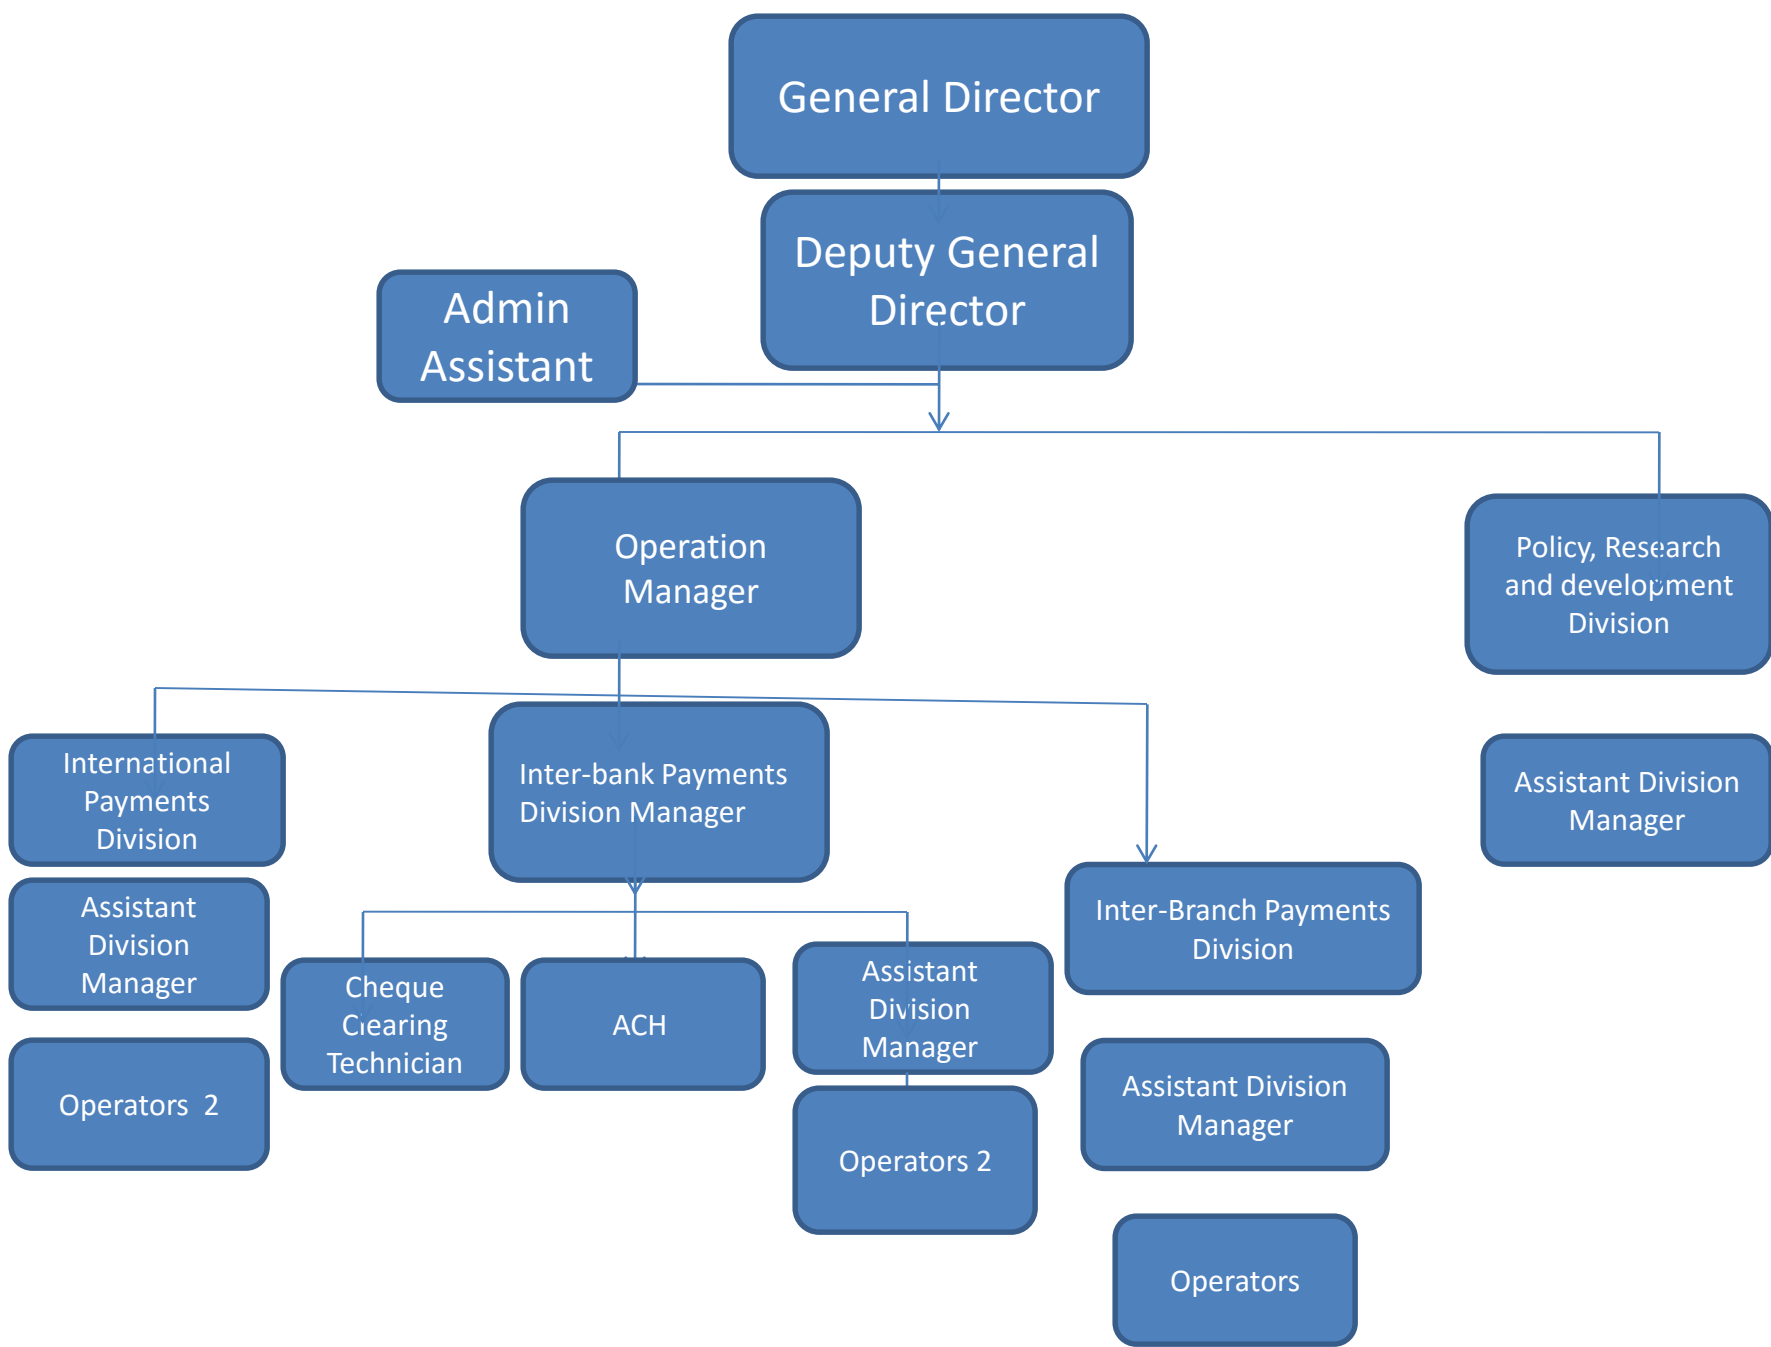 General Director
Deputy General
Director
Admin
Assistant
Operation
Manager
Policy, Research
and development
Division
International
Payments
Division
Inter-bank Payments
Division Manager
Assistant Division
Manager
Assistant
Division
Manager
Inter-Branch Payments
Division
Cheque
Clearing
Technician
ACH
Assistant
Division
Manager
Operators  2
Assistant Division
Manager
Operators 2
Operators